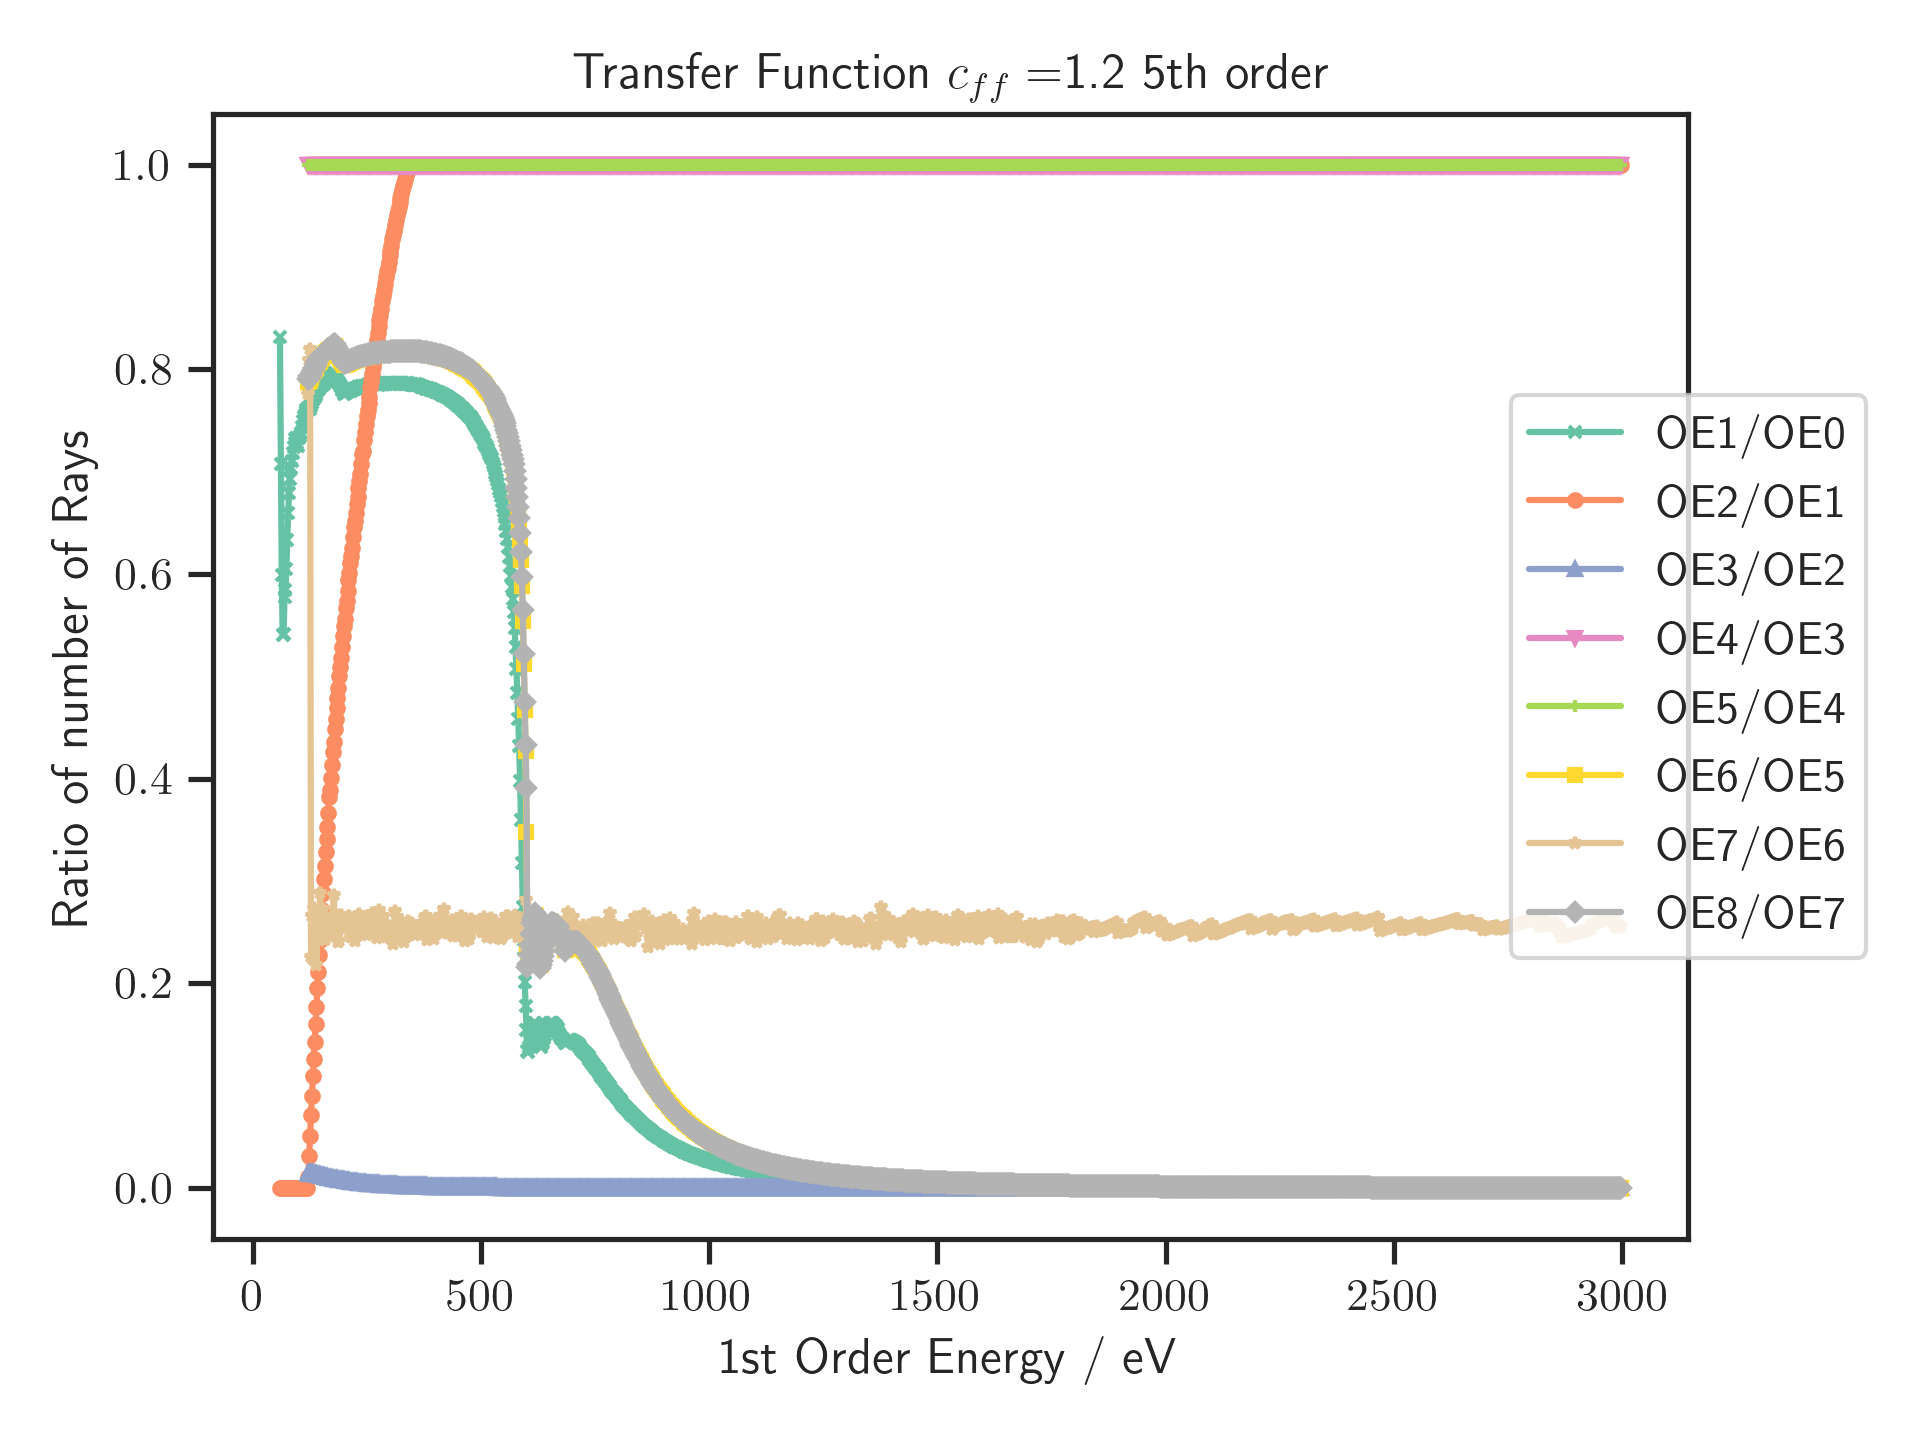 Transfer Function c_ff =1.2 5th order
Ratio of number of Rays
1.0
0.8
0.6
0.4
0.2
0.0
0 500 1000 1500 2000 2500 3000
1st Order Energy / eV
OE1/OE0
OE2/OE1
OE3/OE2
OE4/OE3
OE5/OE4
OE6/OE5
OE7/OE6
OE8/OE7